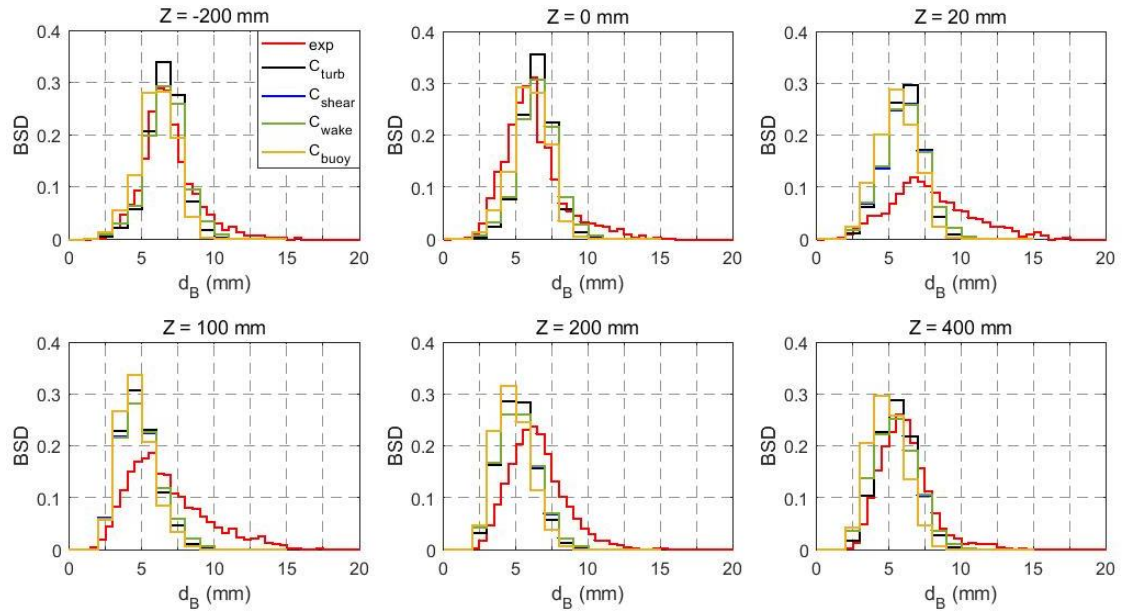 Z = -200 mm
Z = 0 mm
Z = 20 mm
0.4
0.3
0.2
0.1
0
BSD
exp
C_turb
C_shear
C_wake
C_buoy
0 5 10 15 20
d_B (mm)
0.4
0.3
0.2
0.1
0
BSD
0 5 10 15 20
d_B (mm)
0.4
0.3
0.2
0.1
0
BSD
0 5 10 15 20
d_B (mm)
Z = 100 mm
Z = 200 mm
Z = 400 mm
0.4
0.3
0.2
0.1
0
BSD
0 5 10 15 20
d_B (mm)
0.4
0.3
0.2
0.1
0
BSD
0 5 10 15 20
d_B (mm)
0.4
0.3
0.2
0.1
0
BSD
0 5 10 15 20
d_B (mm)